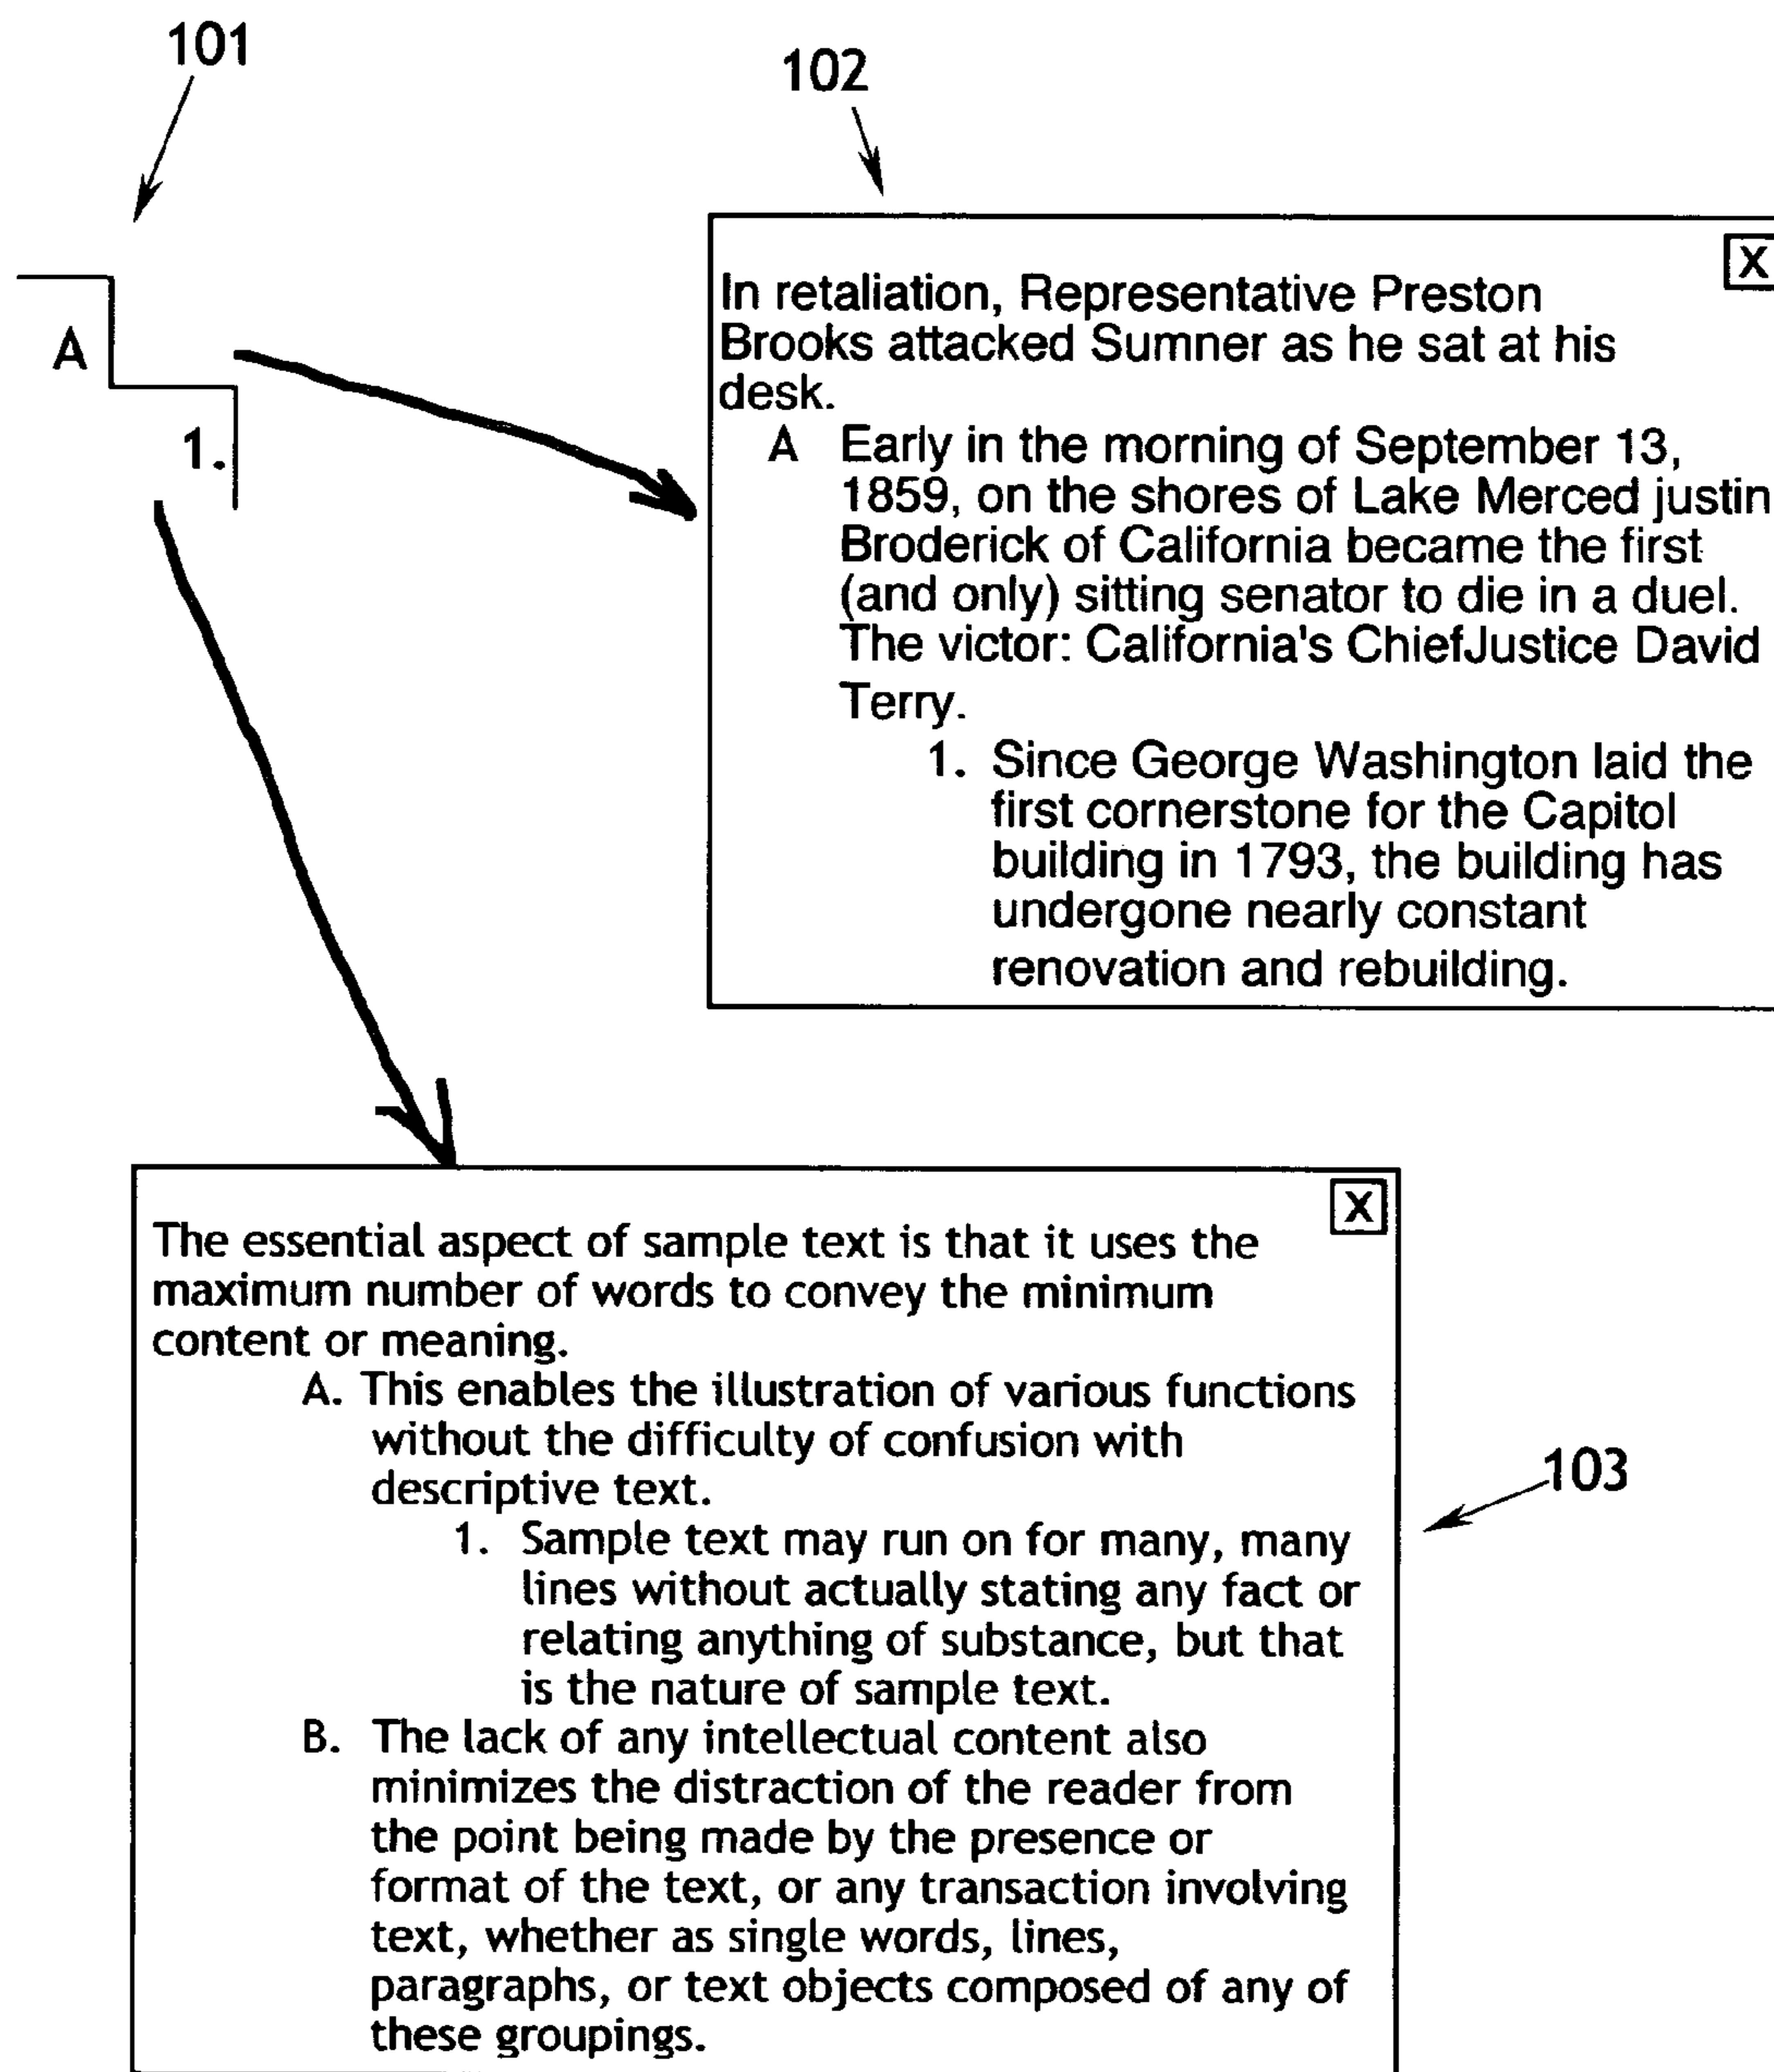 101
102
A
1.
X
In retaliation, Representative Preston
Brooks attacked Sumner as he sat at his
desk.
A Early in the morning of September 13,
1859, on the shores of Lake Merced justin
Broderick of California became the first
(and only) sitting senator to die in a duel.
The victor: California's ChiefJustice David
Terry.
1. Since George Washington laid the
first cornerstone for the Capitol
building in 1793, the building has
undergone nearly constant
renovation and rebuilding.
X
The essential aspect of sample text is that it uses the
maximum number of words to convey the minimum
content or meaning.
A. This enables the illustration of various functions
without the difficulty of confusion with
descriptive text.
1. Sample text may run on for many, many
lines without actually stating any fact or
relating anything of substance, but that
is the nature of sample text.
B. The lack of any intellectual content also
minimizes the distraction of the reader from
the point being made by the presence or
format of the text, or any transaction involving
text, whether as single words, lines,
paragraphs, or text objects composed of any of
these groupings.
103